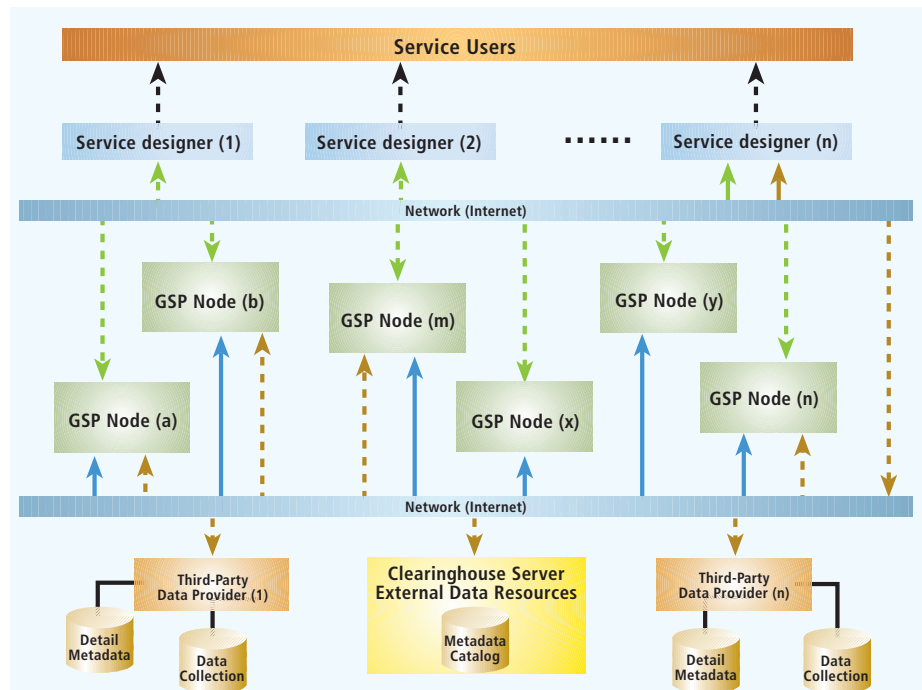 Service Users
Service designer (1)
Service designer (2)
......
Service designer (n)
Network (Internet)
GSP Node (b)
GSP Node (m)
GSP Node (y)
GSP Node (a)
GSP Node (x)
GSP Node (n)
Network (Internet)
Third-Party
Data Provider (1)
Detail
Metadata
Data
Collection
Clearinghouse Server
External Data Resources
Metadata
Catalog
Third-Party
Data Provider (n)
Detail
Metadata
Data
Collection